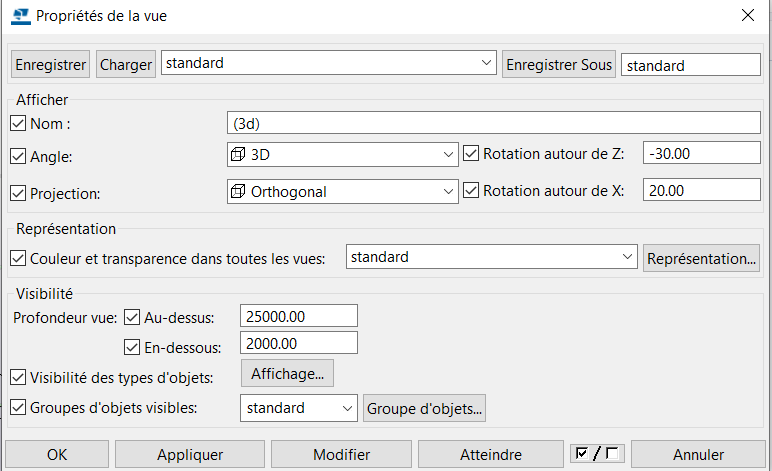 Propriétés de la vue
Enregistrer Charger standard Enregistrer Sous standard
Afficher
Nom : (3d)
Angle: 3D Rotation autour de Z: -30.00
Projection: Orthogonal Rotation autour de X: 20.00
Représentation
Couleur et transparence dans toutes les vues: standard Représentation...
Visibilité
Profondeur vue: Au-dessus: 25000.00
En-dessous: 2000.00
Visibilité des types d'objets: Affichage...
Groupes d'objets visibles: standard Groupe d'objets...
OK Appliquer Modifier Atteindre / Annuler